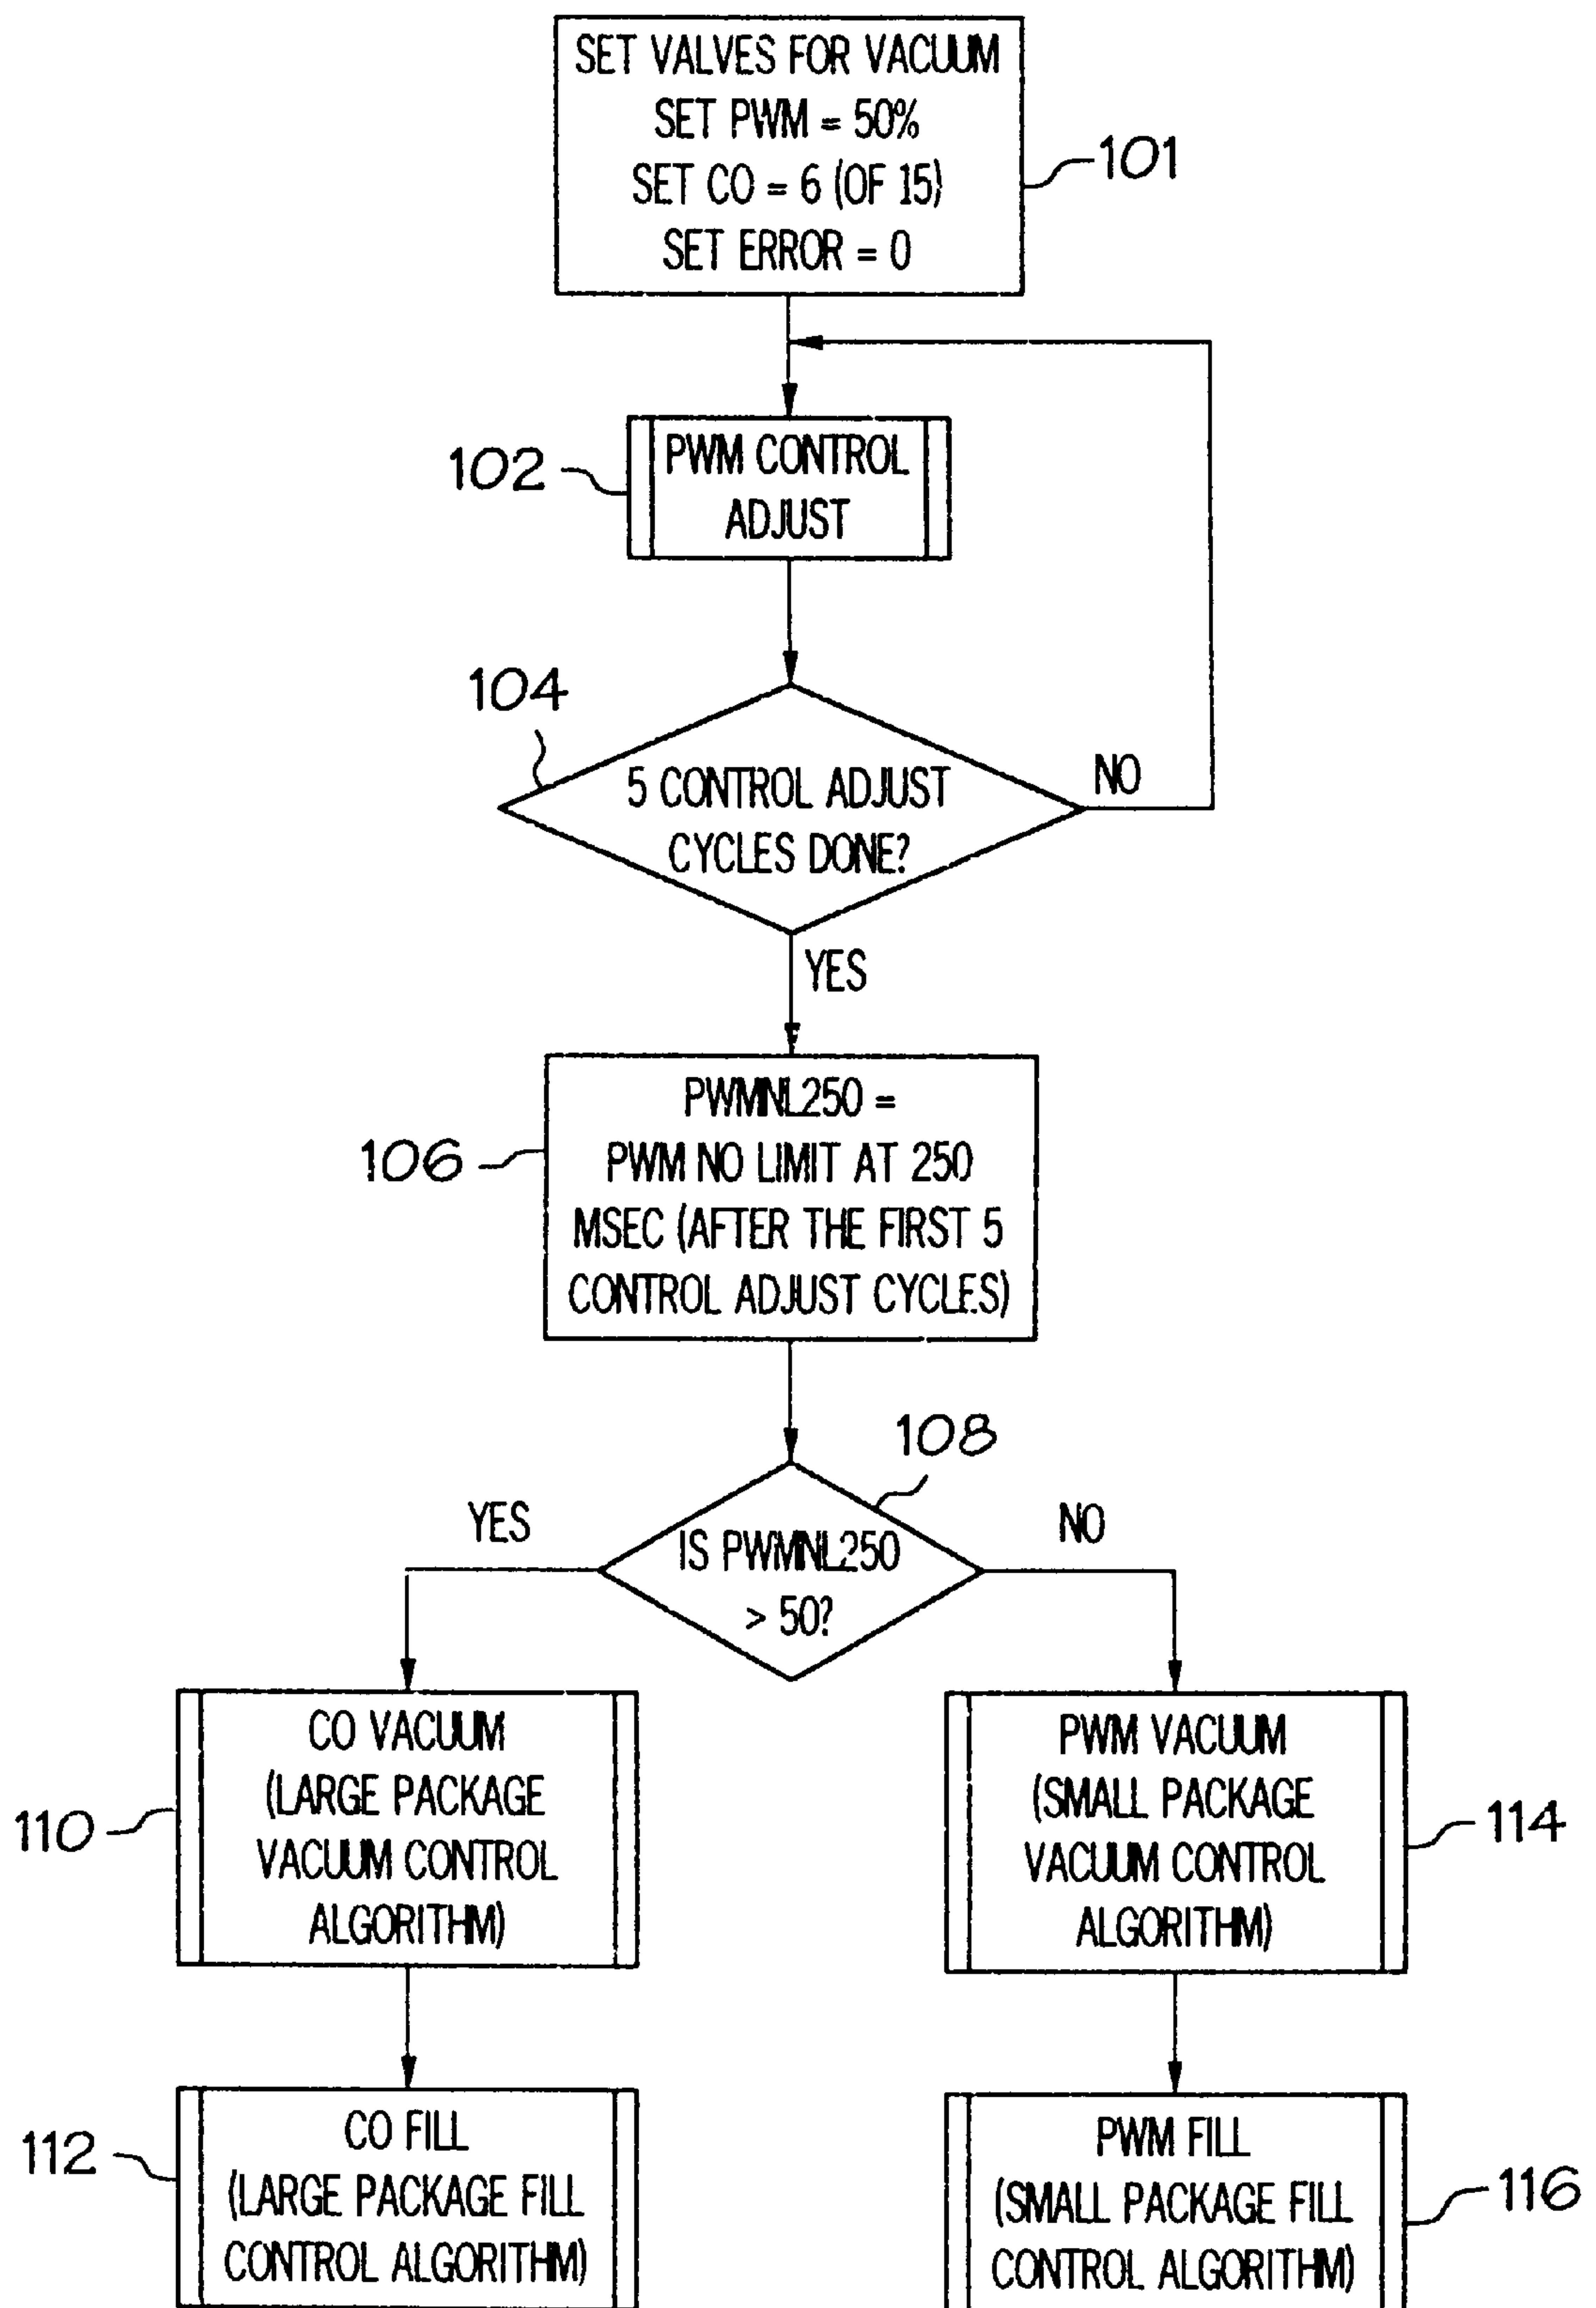 SET VALVES FOR VACUUM
SET PWM = 50%
SET CO = 6 (OF 15)
SET ERROR = 0
101
102
PWM CONTROL
ADJUST
104
5 CONTROL ADJUST
CYCLES DONE?
NO
YES
106
PWMNL250 =
PWM NO LIMIT AT 250
MSEC (AFTER THE FIRST 5
CONTROL ADJUST CYCLES)
108
YES
IS PWMNL250
> 50?
NO
110
CO VACUUM
(LARGE PACKAGE
VACUUM CONTROL
ALGORITHM)
PWM VACUUM
(SMALL PACKAGE
VACUUM CONTROL
ALGORITHM)
114
112
CO FILL
(LARGE PACKAGE FILL
CONTROL ALGORITHM)
PWM FILL
(SMALL PACKAGE FILL
CONTROL ALGORITHM)
116